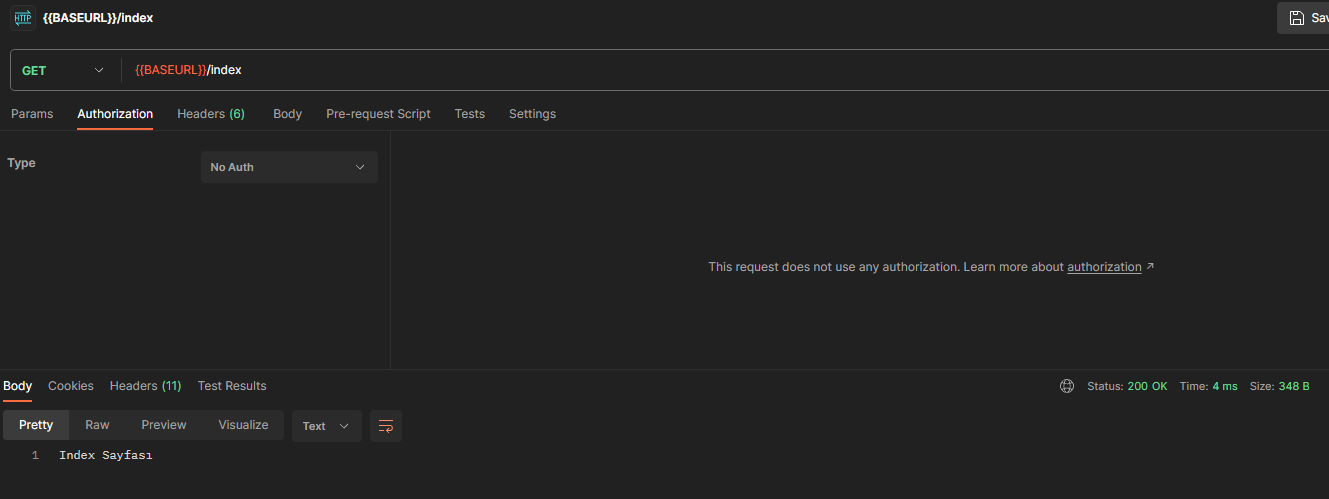 HTTP {{BASEURL}}/index
GET {{BASEURL}}/index
Params Authorization Headers (6) Body Pre-request Script Tests Settings
Type No Auth
This request does not use any authorization. Learn more about authorization ↗
Body Cookies Headers (11) Test Results Status: 200 OK Time: 4 ms Size: 348 B
Pretty Raw Preview Visualize Text
1 Index Sayfası